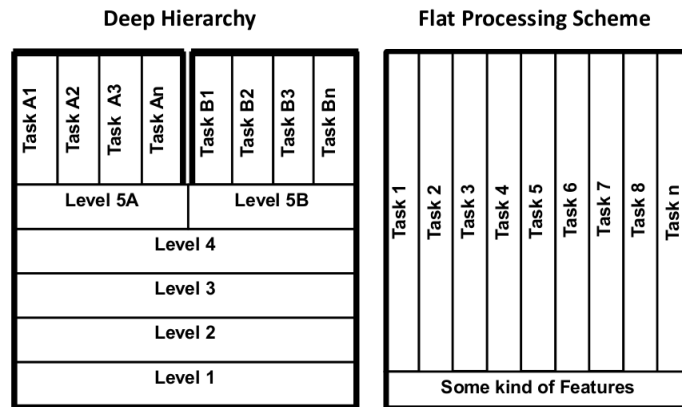 Deep Hierarchy
Flat Processing Scheme
Task A1
Task A2
Task A3
Task An
Task B1
Task B2
Task B3
Task Bn
Level 5A
Level 5B
Level 4
Level 3
Level 2
Level 1
Task 1
Task 2
Task 3
Task 4
Task 5
Task 6
Task 7
Task 8
Task n
Some kind of Features